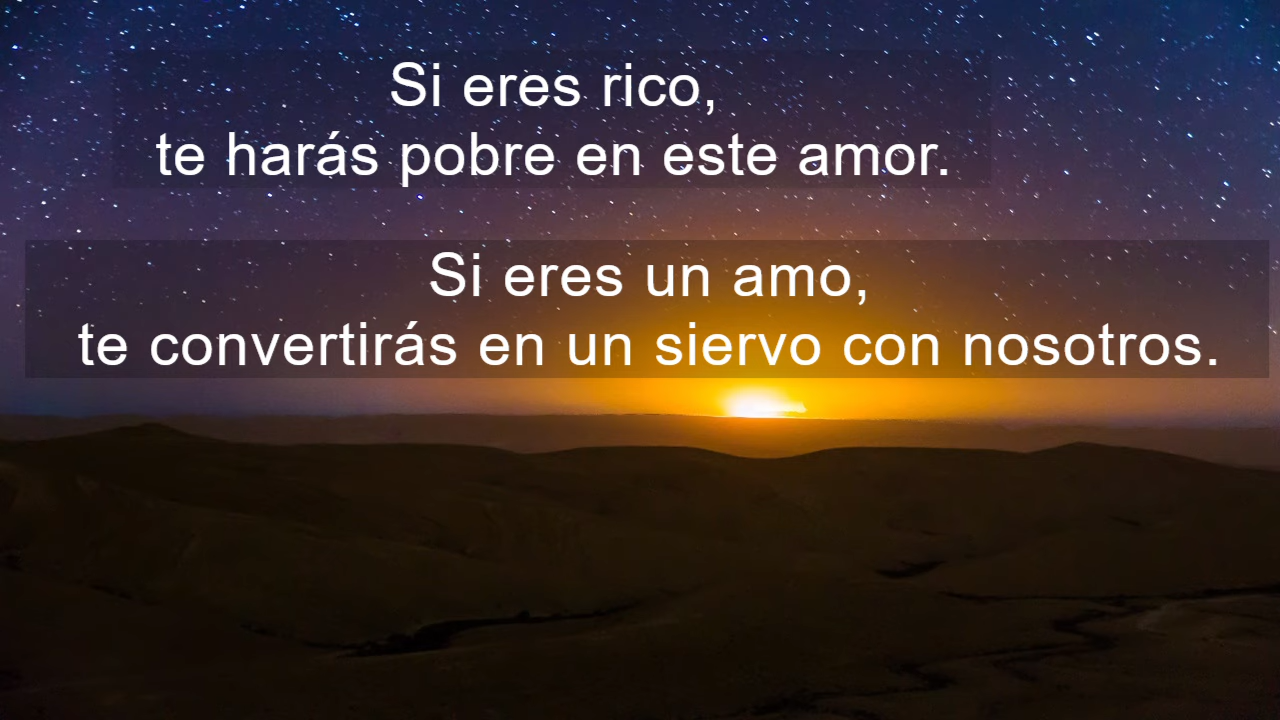 Si eres rico,
te harás pobre en este amor.
Si eres un amo,
te convertirás en un siervo con nosotros.